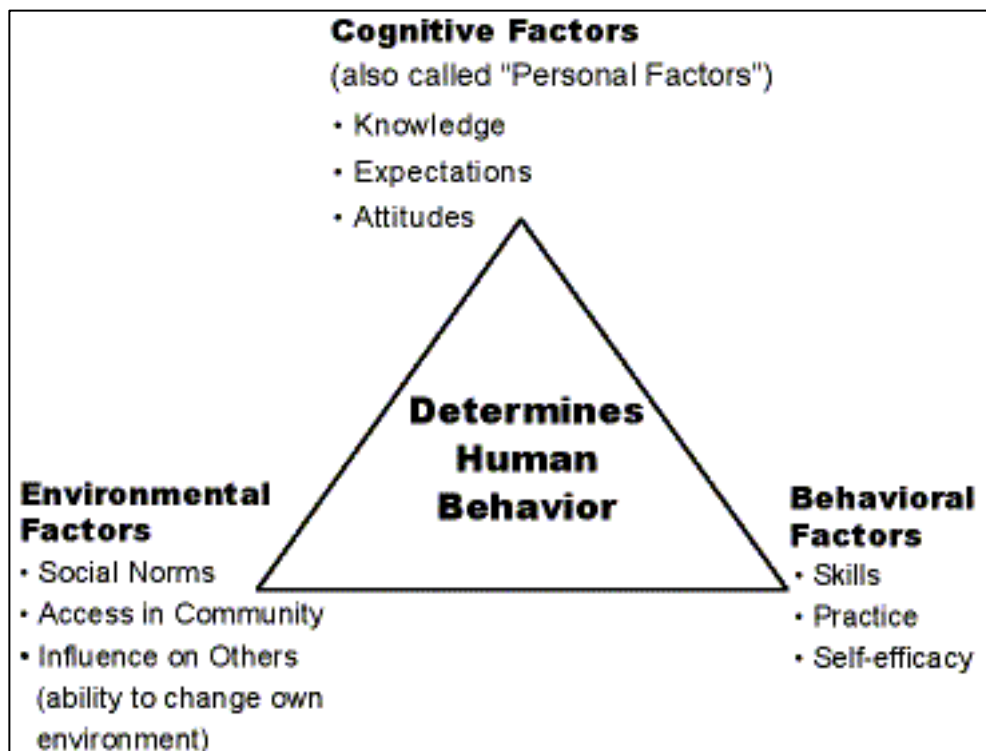 Cognitive Factors
(also called "Personal Factors")
• Knowledge
• Expectations
• Attitudes
Determines
Human
Behavior
Environmental
Factors
• Social Norms
• Access in Community
• Influence on Others
(ability to change own
environment)
Behavioral
Factors
• Skills
• Practice
• Self-efficacy